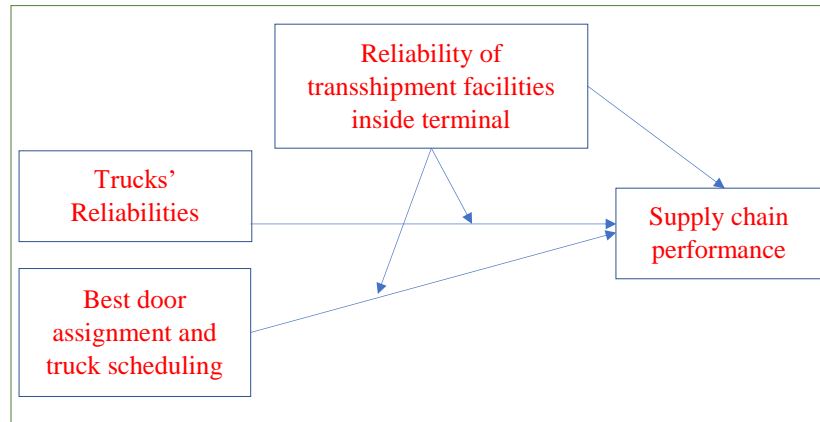 Reliability of
transshipment facilities
inside terminal
Trucks’
Reliabilities
Supply chain
performance
Best door
assignment and
truck scheduling